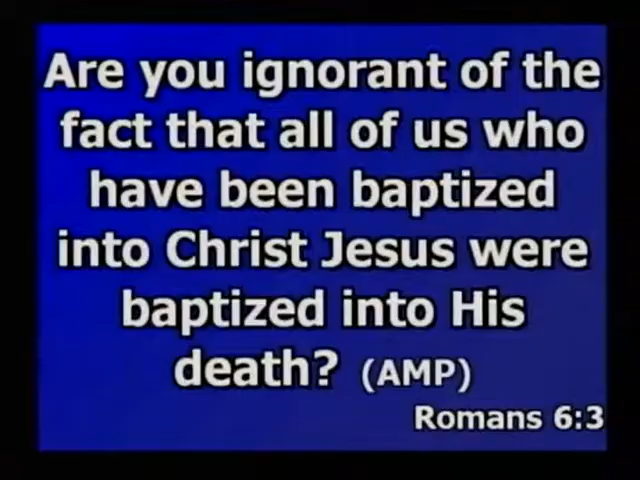 Are you ignorant of the
fact that all of us who
have been baptized
into Christ Jesus were
baptized into His
death? (AMP)
Romans 6:3